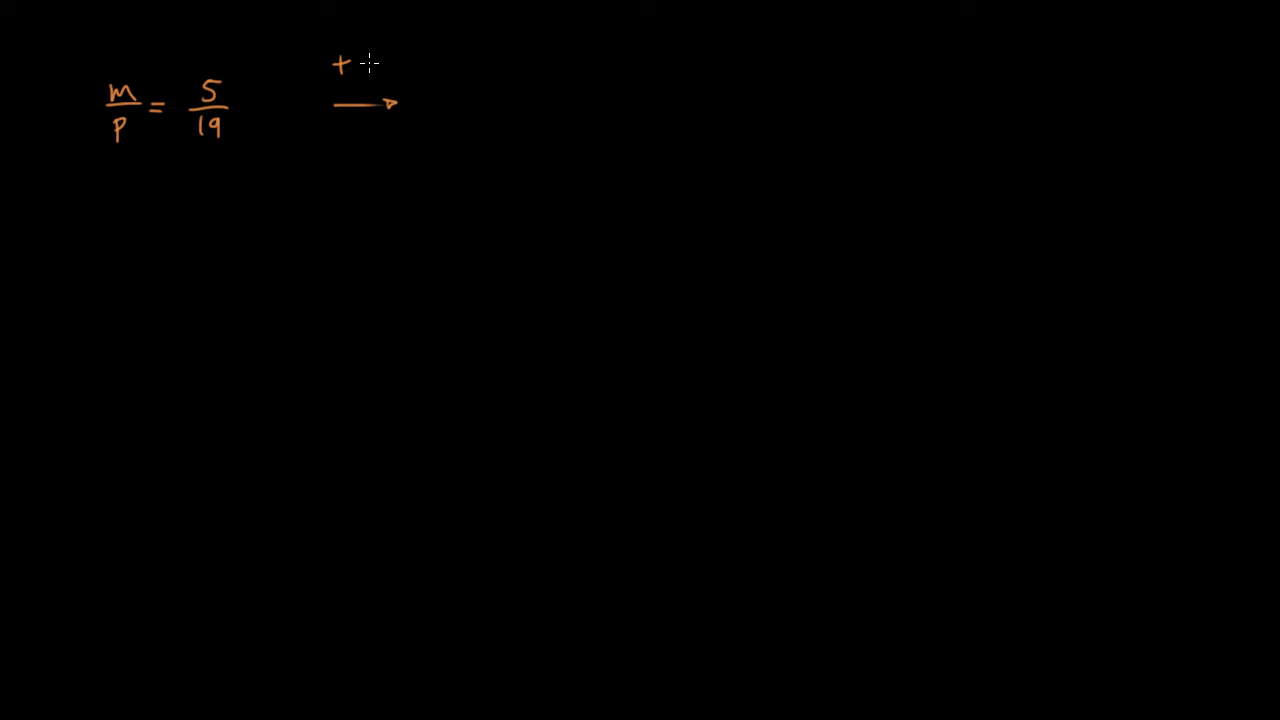 +
m/p = 5/19